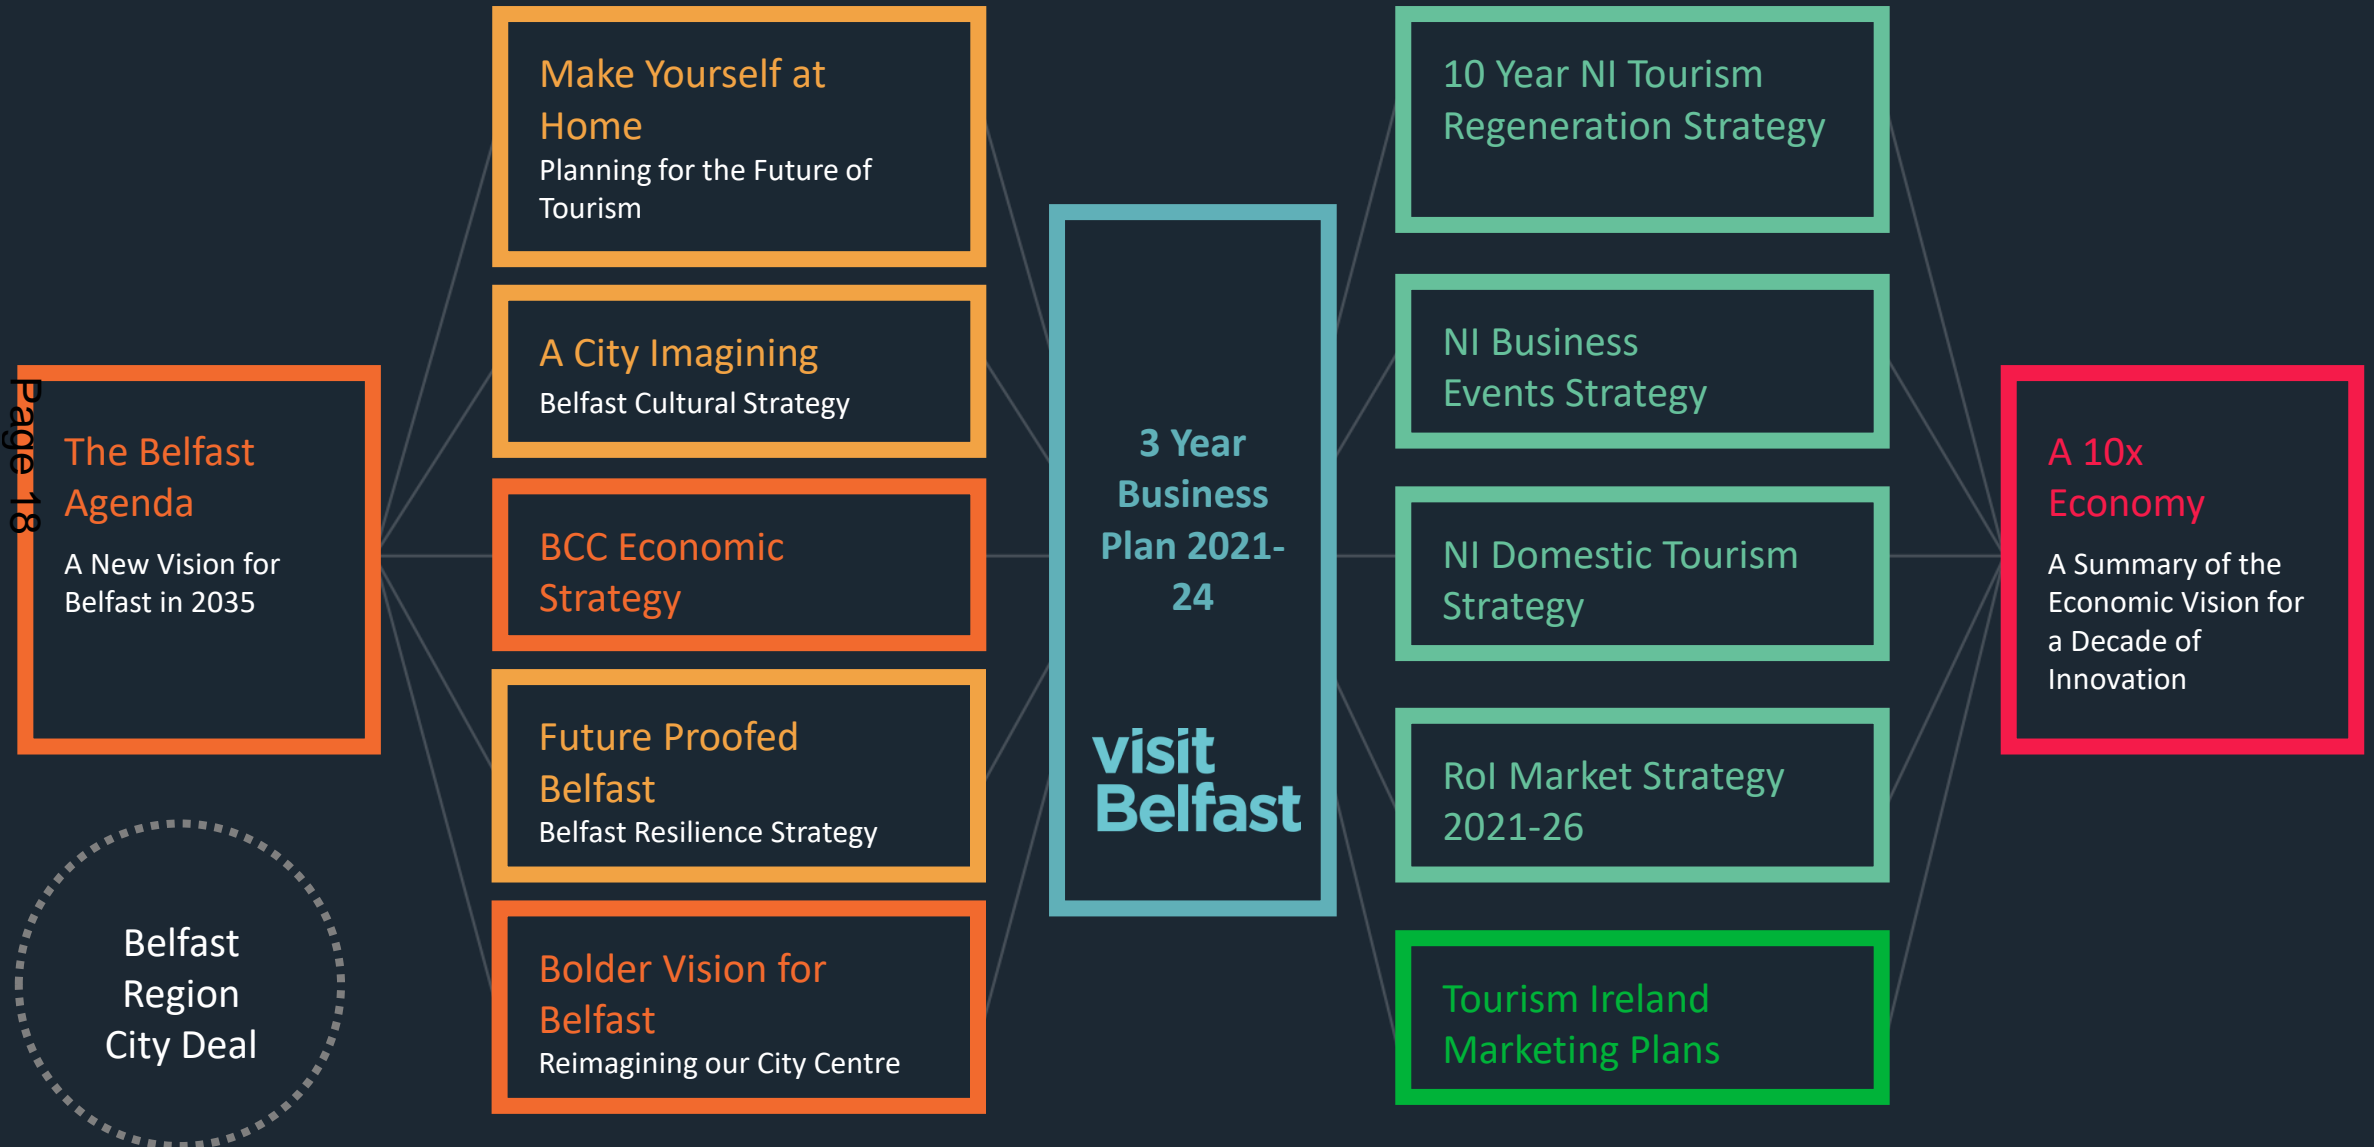 Page 18
The Belfast
Agenda
A New Vision for
Belfast in 2035
Belfast
Region
City Deal
Make Yourself at
Home
Planning for the Future of
Tourism
A City Imagining
Belfast Cultural Strategy
BCC Economic
Strategy
Future Proofed
Belfast
Belfast Resilience Strategy
Bolder Vision for
Belfast
Reimagining our City Centre
3 Year
Business
Plan 2021-
24
visit
Belfast
10 Year NI Tourism
Regeneration Strategy
NI Business
Events Strategy
NI Domestic Tourism
Strategy
RoI Market Strategy
2021-26
Tourism Ireland
Marketing Plans
A 10x
Economy
A Summary of the
Economic Vision for
a Decade of
Innovation